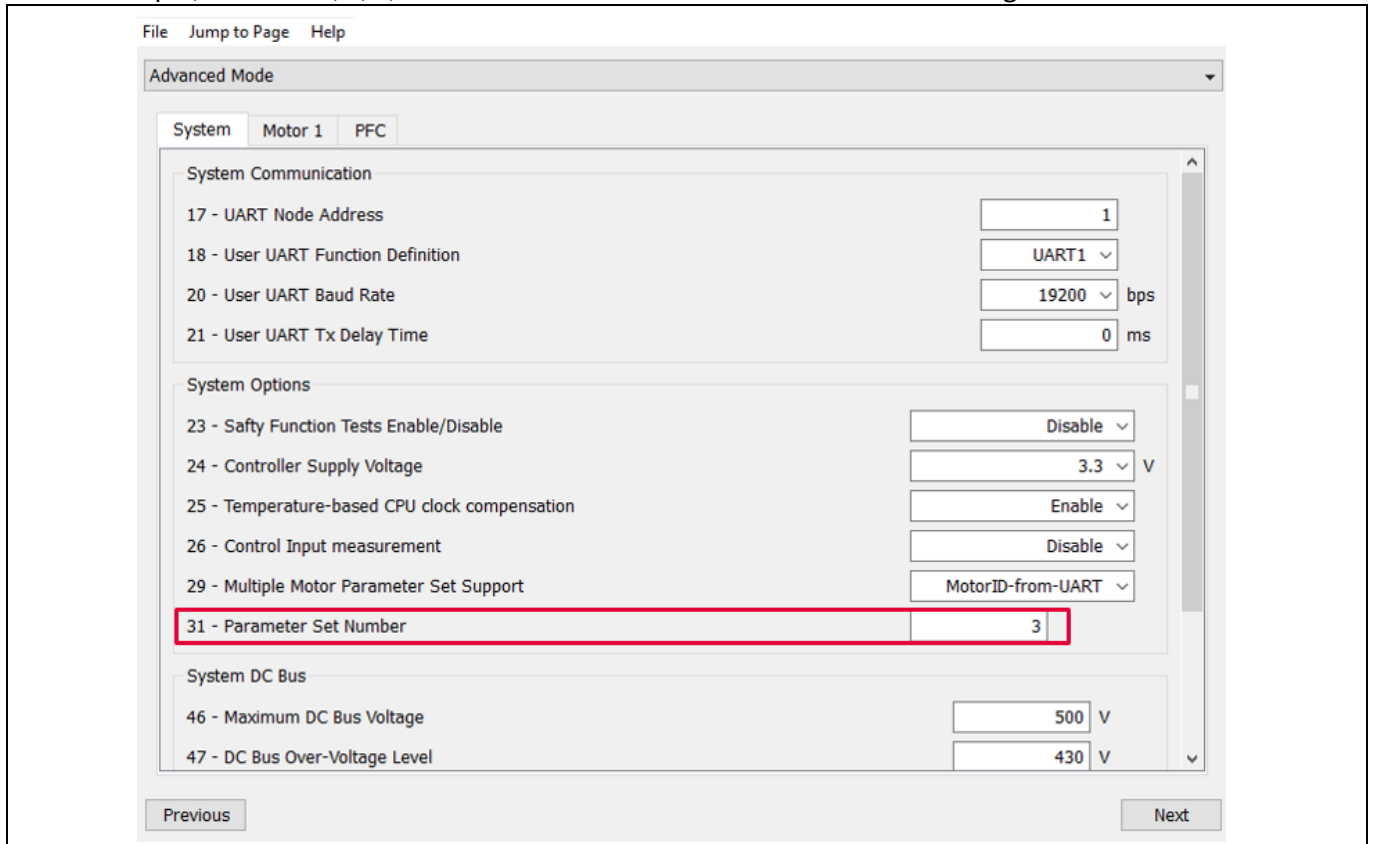 File Jump to Page Help
Advanced Mode
System Motor 1 PFC
System Communication
17 - UART Node Address 1
18 - User UART Function Definition UART1
20 - User UART Baud Rate 19200 bps
21 - User UART Tx Delay Time 0 ms
System Options
23 - Safty Function Tests Enable/Disable Disable
24 - Controller Supply Voltage 3.3 V
25 - Temperature-based CPU clock compensation Enable
26 - Control Input measurement Disable
29 - Multiple Motor Parameter Set Support MotorID-from-UART
31 - Parameter Set Number 3
System DC Bus
46 - Maximum DC Bus Voltage 500 V
47 - DC Bus Over-Voltage Level 430 V
Previous Next